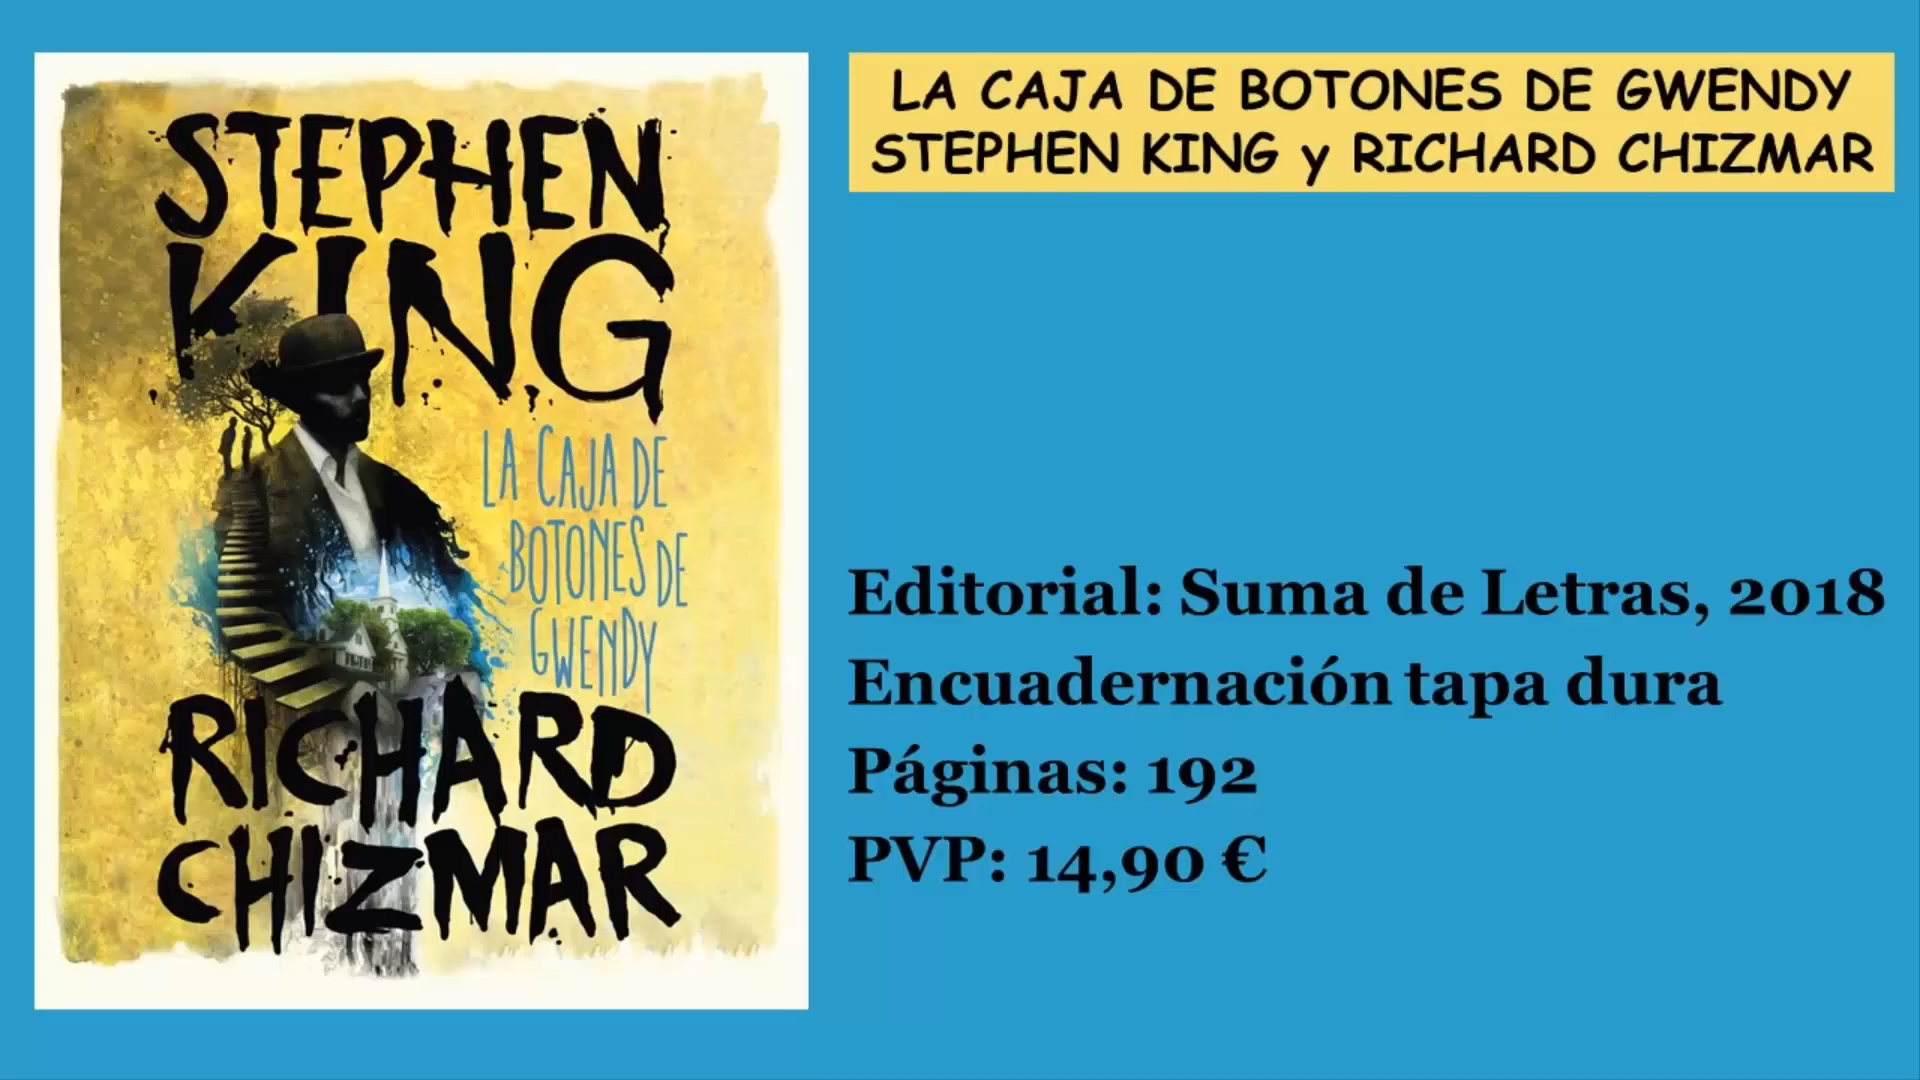 STEPHEN
KING
LA CAJA DE
BOTONES DE
GWENDY
RICHARD
CHIZMAR
LA CAJA DE BOTONES DE GWENDY
STEPHEN KING y RICHARD CHIZMAR
Editorial: Suma de Letras, 2018
Encuadernación tapa dura
Páginas: 192
PVP: 14,90 €